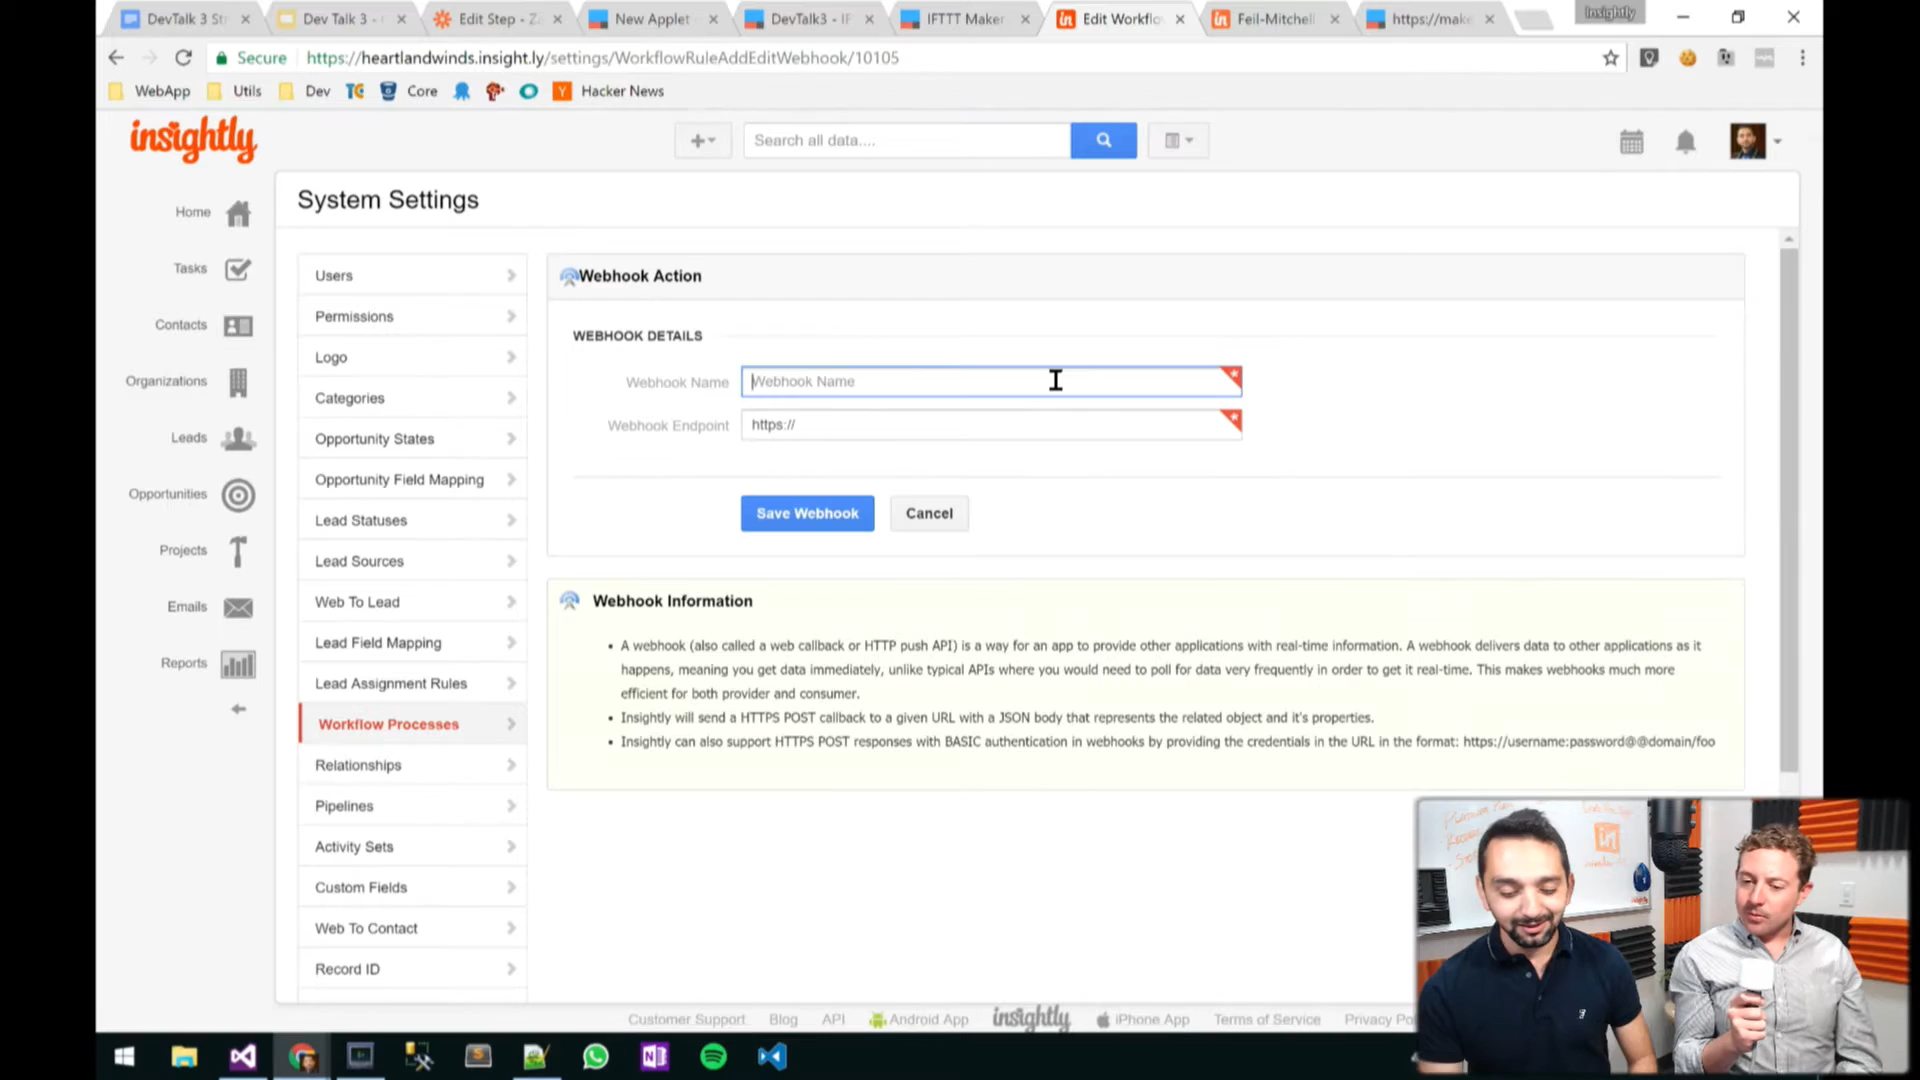 DevTalk 3 St
Dev Talk 3 -
Edit Step - Z
New Applet
DevTalk3 - IF
IFTTT Maker
Edit Workflo
Feil-Mitchell
https://make
Insightly
Secure
https://heartlandwinds.insight.ly/settings/WorkflowRuleAddEditWebhook/10105
WebApp
Utils
Dev
Core
Hacker News
insightly
Search all data....
Home
Tasks
Contacts
Organizations
Leads
Opportunities
Projects
Emails
Reports
System Settings
Users
Permissions
Logo
Categories
Opportunity States
Opportunity Field Mapping
Lead Statuses
Lead Sources
Web To Lead
Lead Field Mapping
Lead Assignment Rules
Workflow Processes
Relationships
Pipelines
Activity Sets
Custom Fields
Web To Contact
Record ID
Webhook Action
WEBHOOK DETAILS
Webhook Name
Webhook Name
Webhook Endpoint
https://
Save Webhook
Cancel
Webhook Information
• A webhook (also called a web callback or HTTP push API) is a way for an app to provide other applications with real-time information. A webhook delivers data to other applications as it
happens, meaning you get data immediately, unlike typical APIs where you would need to poll for data very frequently in order to get it real-time. This makes webhooks much more
efficient for both provider and consumer.
• Insightly will send a HTTPS POST callback to a given URL with a JSON body that represents the related object and it's properties.
• Insightly can also support HTTPS POST responses with BASIC authentication in webhooks by providing the credentials in the URL in the format: https://username:password@@domain/foo
Customer Support
Blog
API
Android App
insightly
iPhone App
Terms of Service
Privacy Po